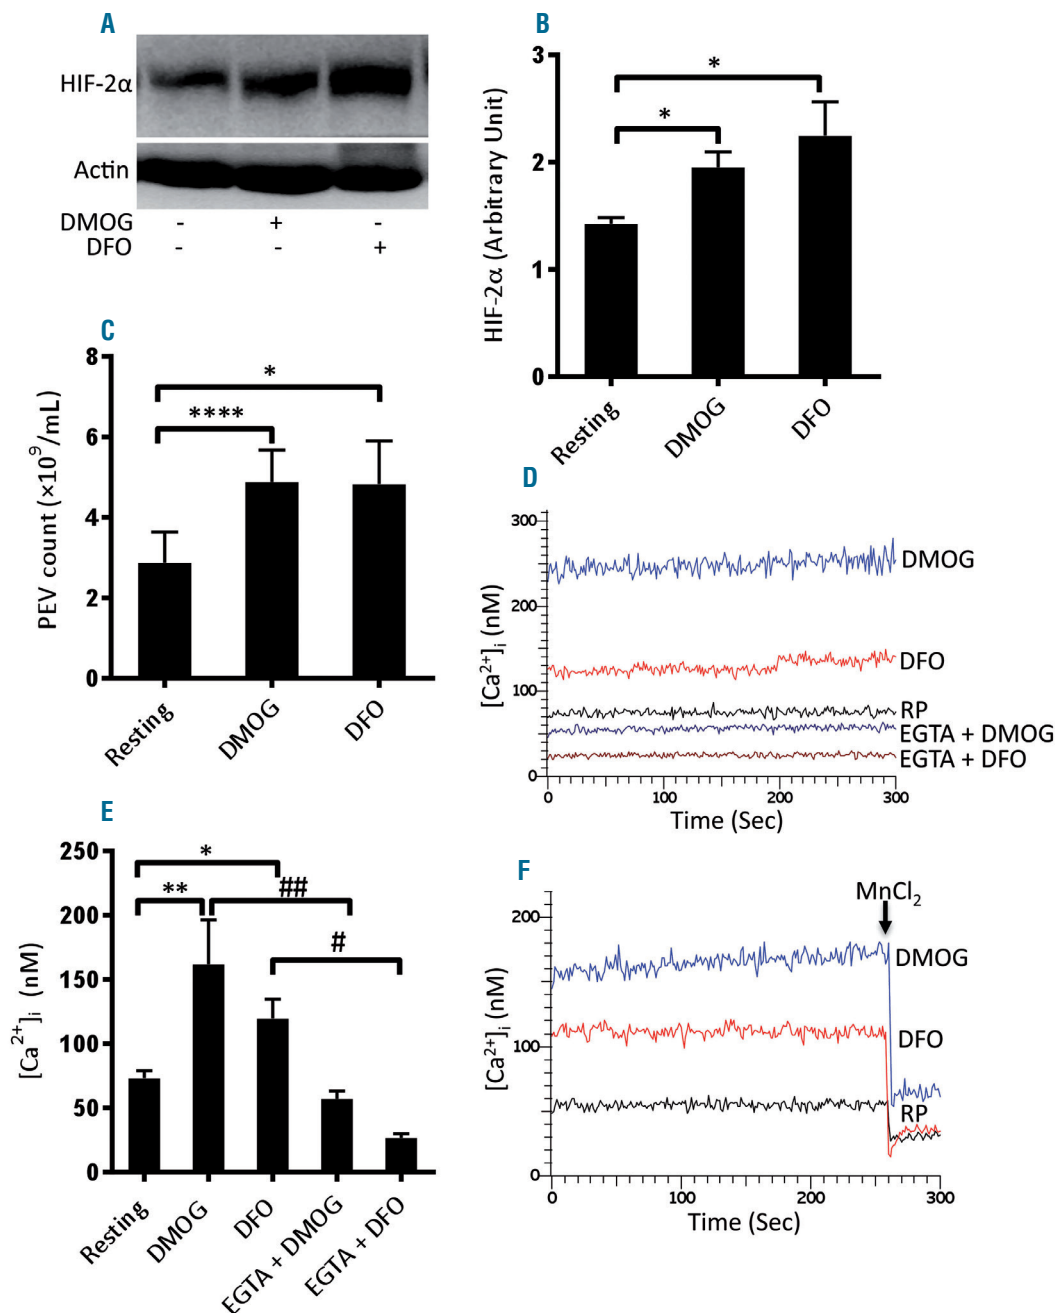 A
HIF-2α
Actin
DMOG - + -
DFO - - +
B
HIF-2α (Arbitrary Unit)
3
2
1
0
*
*
Resting
DMOG
DFO
C
PEV count (×10⁹/mL)
8
6
4
2
0
*
****
Resting
DMOG
DFO
D
[Ca²⁺]ᵢ (nM)
300
200
100
0
DMOG
DFO
RP
EGTA + DMOG
EGTA + DFO
0 100 200 300
Time (Sec)
E
[Ca²⁺]ᵢ (nM)
250
200
150
100
50
0
*
**
##
#
Resting
DMOG
DFO
EGTA + DMOG
EGTA + DFO
F
MnCl₂
[Ca²⁺]ᵢ (nM)
200
100
0
DMOG
DFO
RP
0 100 200 300
Time (Sec)